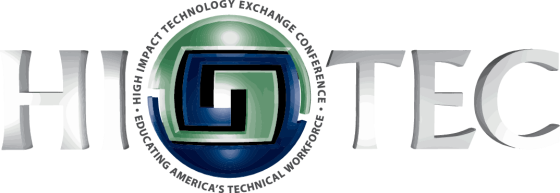 HI TEC
• HIGH IMPACT TECHNOLOGY EXCHANGE CONFERENCE •
EDUCATING AMERICA'S TECHNICAL WORKFORCE